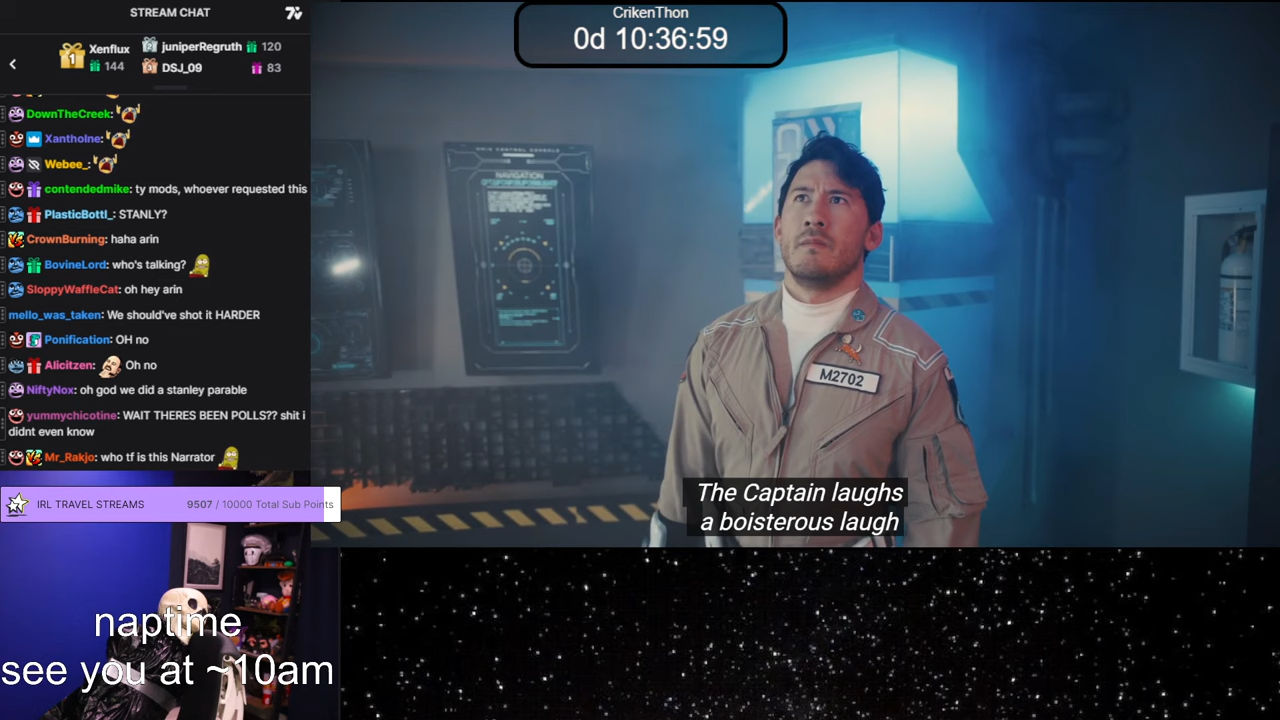 STREAM CHAT
Xenflux
144
juniperRegruth 120
DSJ_09 83
DownTheCreek:
Xantholne:
Webee_:
contendedmike: ty mods, whoever requested this
PlasticBottl_: STANLY?
CrownBurning: haha arin
BovineLord: who's talking?
SloppyWaffleCat: oh hey arin
mello_was_taken: We should've shot it HARDER
Ponification: OH no
Alicitzen: Oh no
NiftyNox: oh god we did a stanley parable
yummychicotine: WAIT THERES BEEN POLLS?? shit i
didnt even know
Mr_Rakjo: who tf is this Narrator
IRL TRAVEL STREAMS 9507 / 10000 Total Sub Points
naptime
see you at ~10am
CrikenThon
0d 10:36:59
NAVIGATION
M2702
The Captain laughs
a boisterous laugh